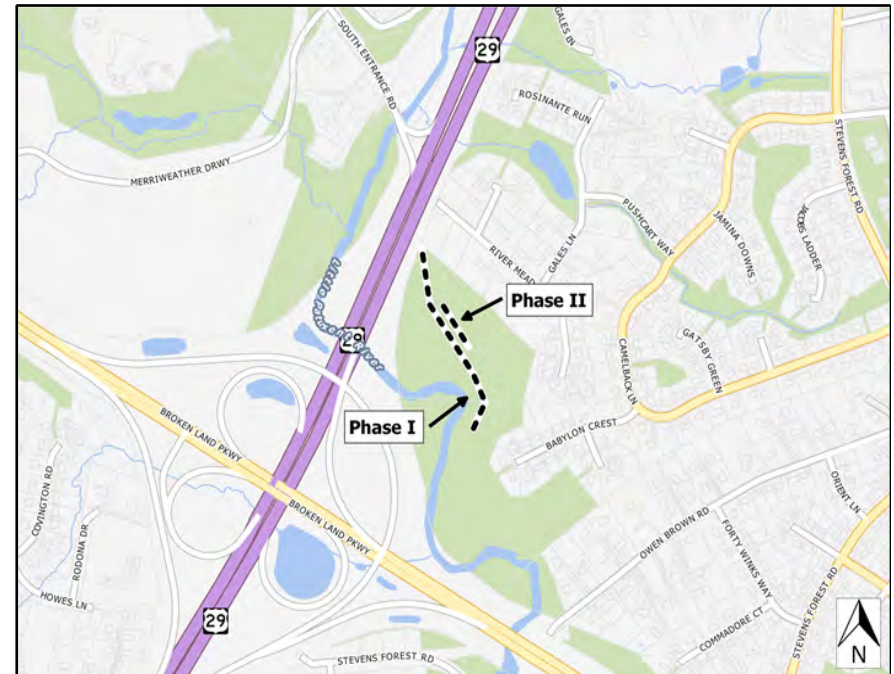 GALES LN
29
SOUTH ENTRANCE RD
ROSINANTE RUN
STEVENS FOREST RD
MERRIWEATHER DRWY
PUSHCART WAY
JAMINA DOWNS
JACOBS LADDER
RIVER MEAD
GALES LN
Little Patuxent River
Phase II
29
CAMELBACK LN
GATSBY GREEN
Phase I
BROKEN LAND PKWY
BABYLON CREST
COVINGTON RD
RODONA DR
BROKEN LAND PKWY
OWEN BROWN RD
ORIENT LN
FORTY WINKS WAY
HOWES LN
29
COMMADORE CT
STEVENS FOREST RD
STEVENS FOREST RD
N